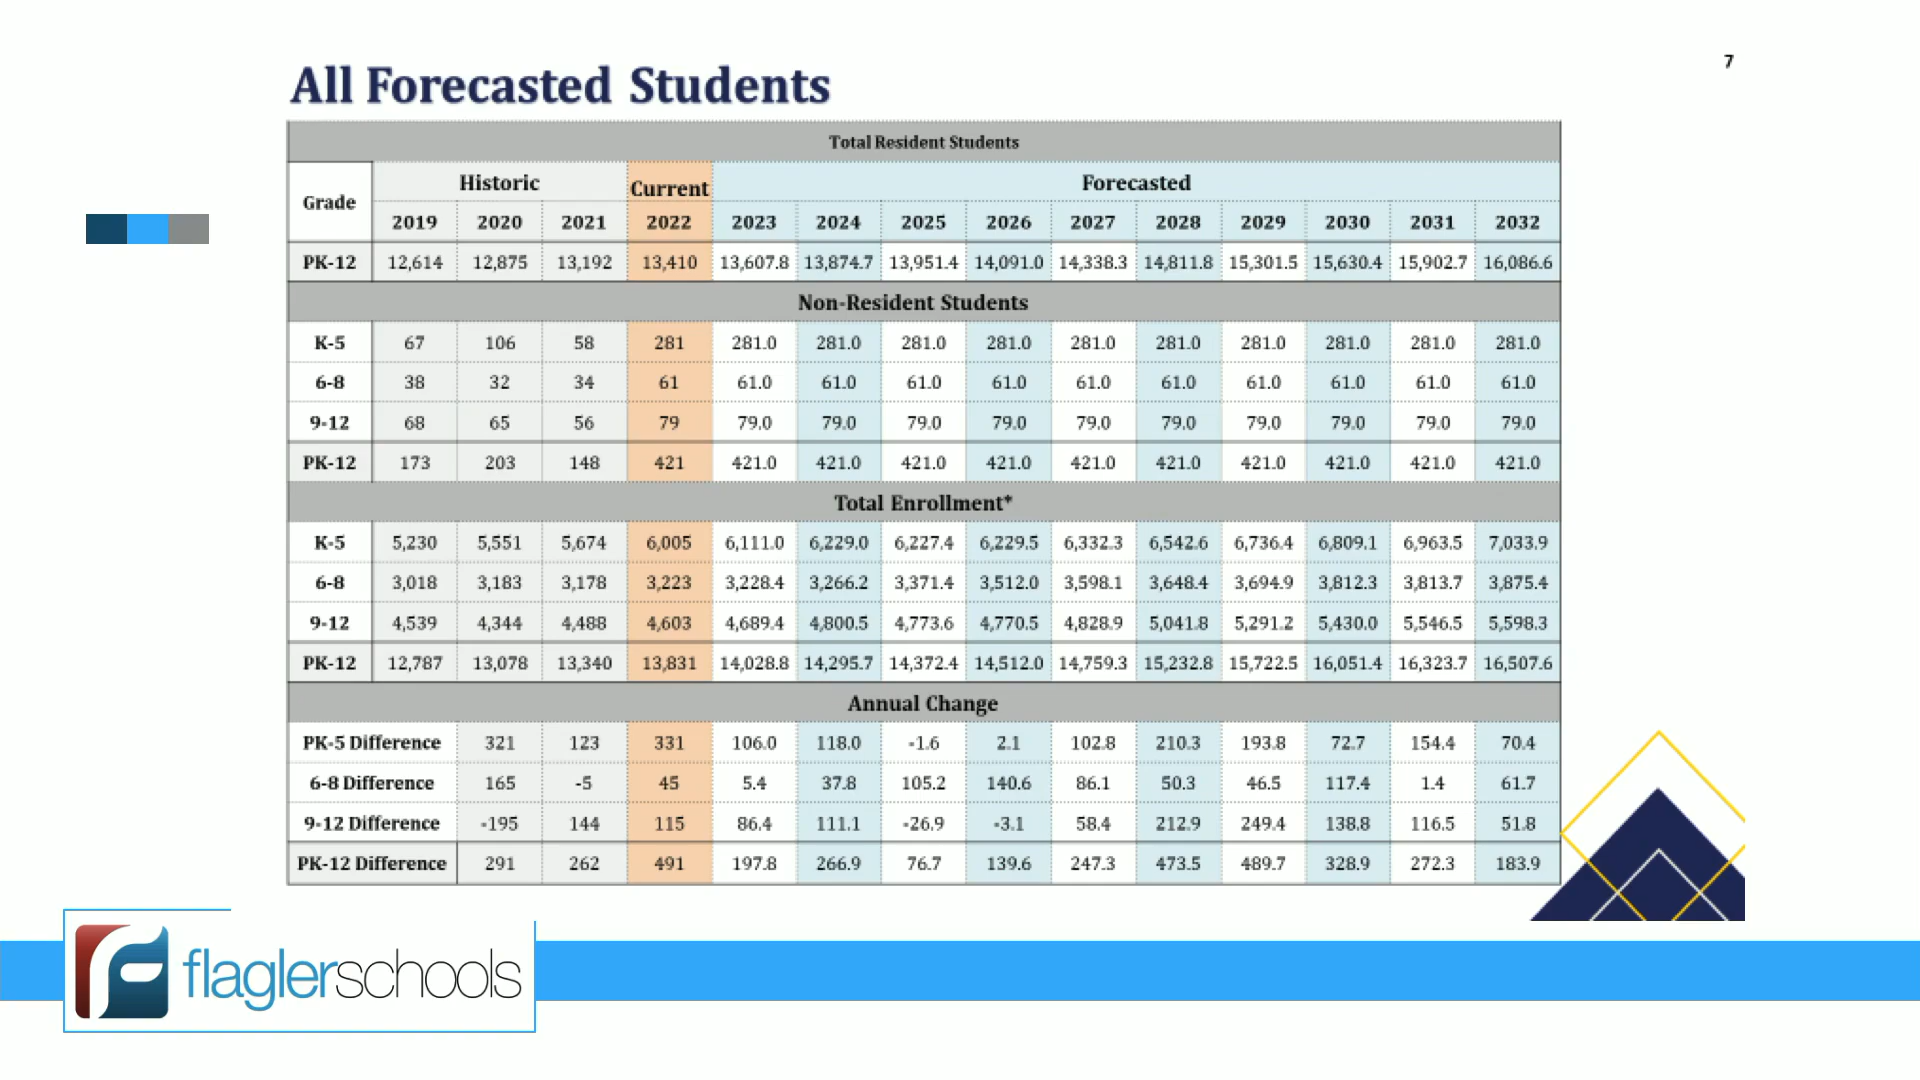 7
All Forecasted Students
Total Resident Students
Grade Historic Current Forecasted
2019 2020 2021 2022 2023 2024 2025 2026 2027 2028 2029 2030 2031 2032
PK-12 12,614 12,875 13,192 13,410 13,607.8 13,874.7 13,951.4 14,091.0 14,338.3 14,811.8 15,301.5 15,630.4 15,902.7 16,086.6
Non-Resident Students
K-5 67 106 58 281 281.0 281.0 281.0 281.0 281.0 281.0 281.0 281.0 281.0 281.0
6-8 38 32 34 61 61.0 61.0 61.0 61.0 61.0 61.0 61.0 61.0 61.0 61.0
9-12 68 65 56 79 79.0 79.0 79.0 79.0 79.0 79.0 79.0 79.0 79.0 79.0
PK-12 173 203 148 421 421.0 421.0 421.0 421.0 421.0 421.0 421.0 421.0 421.0 421.0
Total Enrollment*
K-5 5,230 5,551 5,674 6,005 6,111.0 6,229.0 6,227.4 6,229.5 6,332.3 6,542.6 6,736.4 6,809.1 6,963.5 7,033.9
6-8 3,018 3,183 3,178 3,223 3,228.4 3,266.2 3,371.4 3,512.0 3,598.1 3,648.4 3,694.9 3,812.3 3,813.7 3,875.4
9-12 4,539 4,344 4,488 4,603 4,689.4 4,800.5 4,773.6 4,770.5 4,828.9 5,041.8 5,291.2 5,430.0 5,546.5 5,598.3
PK-12 12,787 13,078 13,340 13,831 14,028.8 14,295.7 14,372.4 14,512.0 14,759.3 15,232.8 15,722.5 16,051.4 16,323.7 16,507.6
Annual Change
PK-5 Difference 321 123 331 106.0 118.0 -1.6 2.1 102.8 210.3 193.8 72.7 154.4 70.4
6-8 Difference 165 -5 45 5.4 37.8 105.2 140.6 86.1 50.3 46.5 117.4 1.4 61.7
9-12 Difference -195 144 115 86.4 111.1 -26.9 -3.1 58.4 212.9 249.4 138.8 116.5 51.8
PK-12 Difference 291 262 491 197.8 266.9 76.7 139.6 247.3 473.5 489.7 328.9 272.3 183.9
flaglerschools